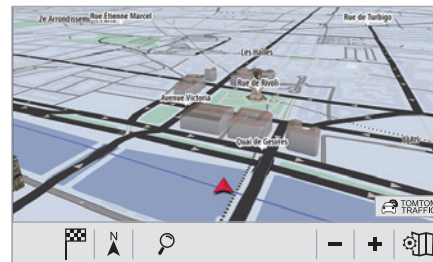 2e Arrondissem
Rue Étienne Marcel
Rue de Turbigo
Les Halles
Rue de Rivoli
Avenue Victoria
Quai de Gesvres
TOMTOM
TRAFFIC
N